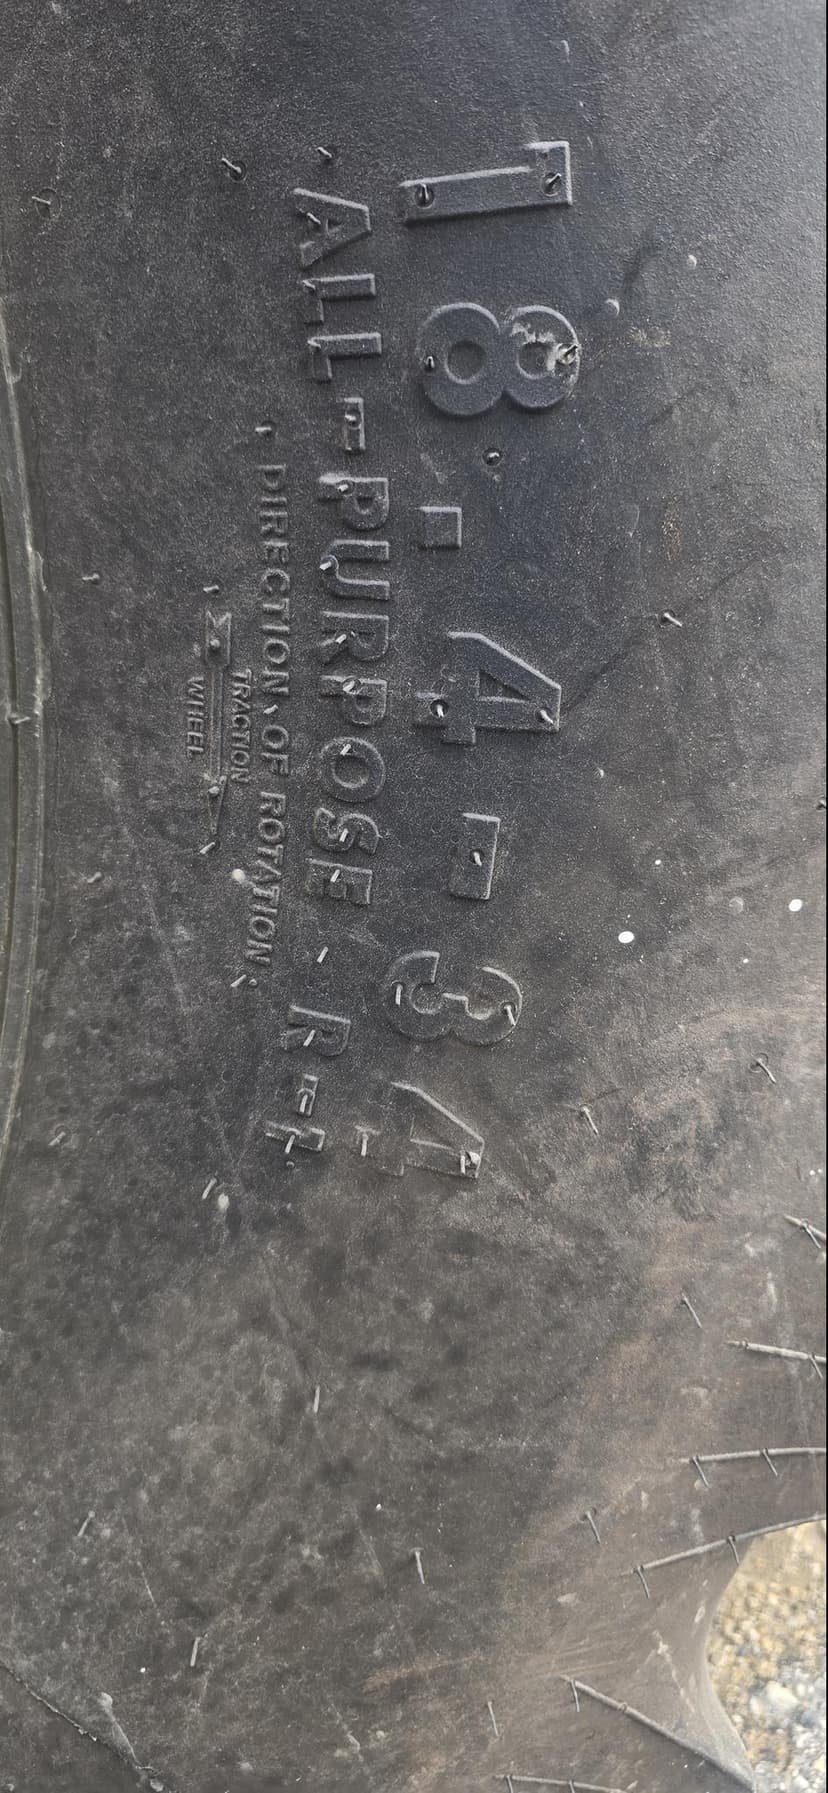 18.4-34
ALL-PURPOSE R-1
DIRECTION OF ROTATION
TRACTION
WHEEL